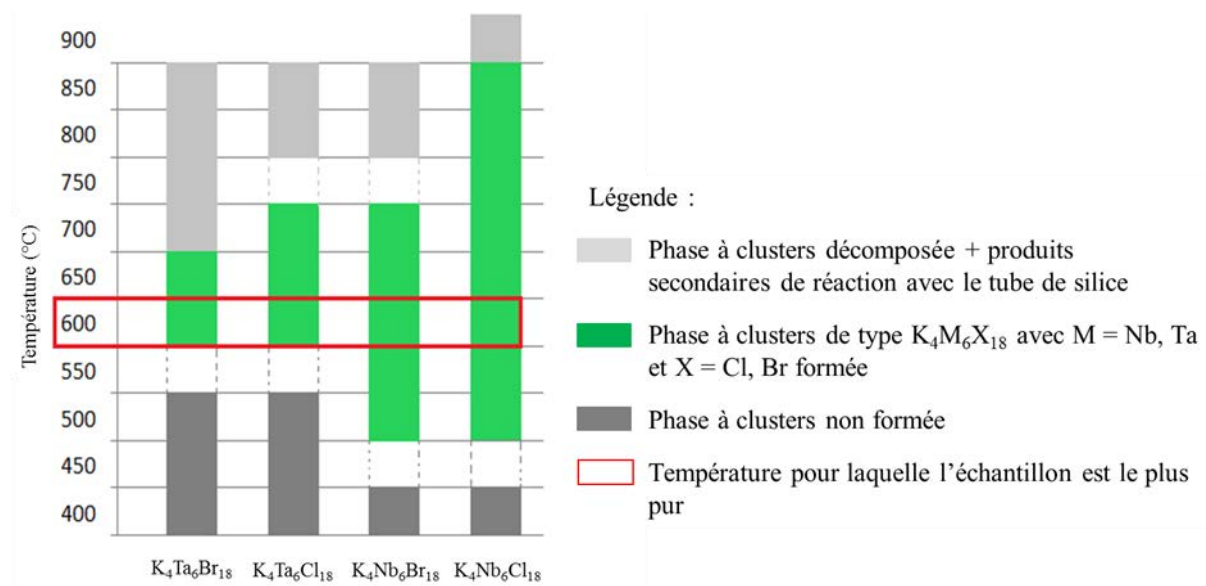 900
850
800
750
700
650
600
550
500
450
400
Température (°C)
K₄Ta₆Br₁₈ K₄Ta₆Cl₁₈ K₄Nb₆Br₁₈ K₄Nb₆Cl₁₈
Légende :
Phase à clusters décomposée + produits
secondaires de réaction avec le tube de silice
Phase à clusters de type K₄M₆X₁₈ avec M = Nb, Ta
et X = Cl, Br formée
Phase à clusters non formée
Température pour laquelle l’échantillon est le plus
pur